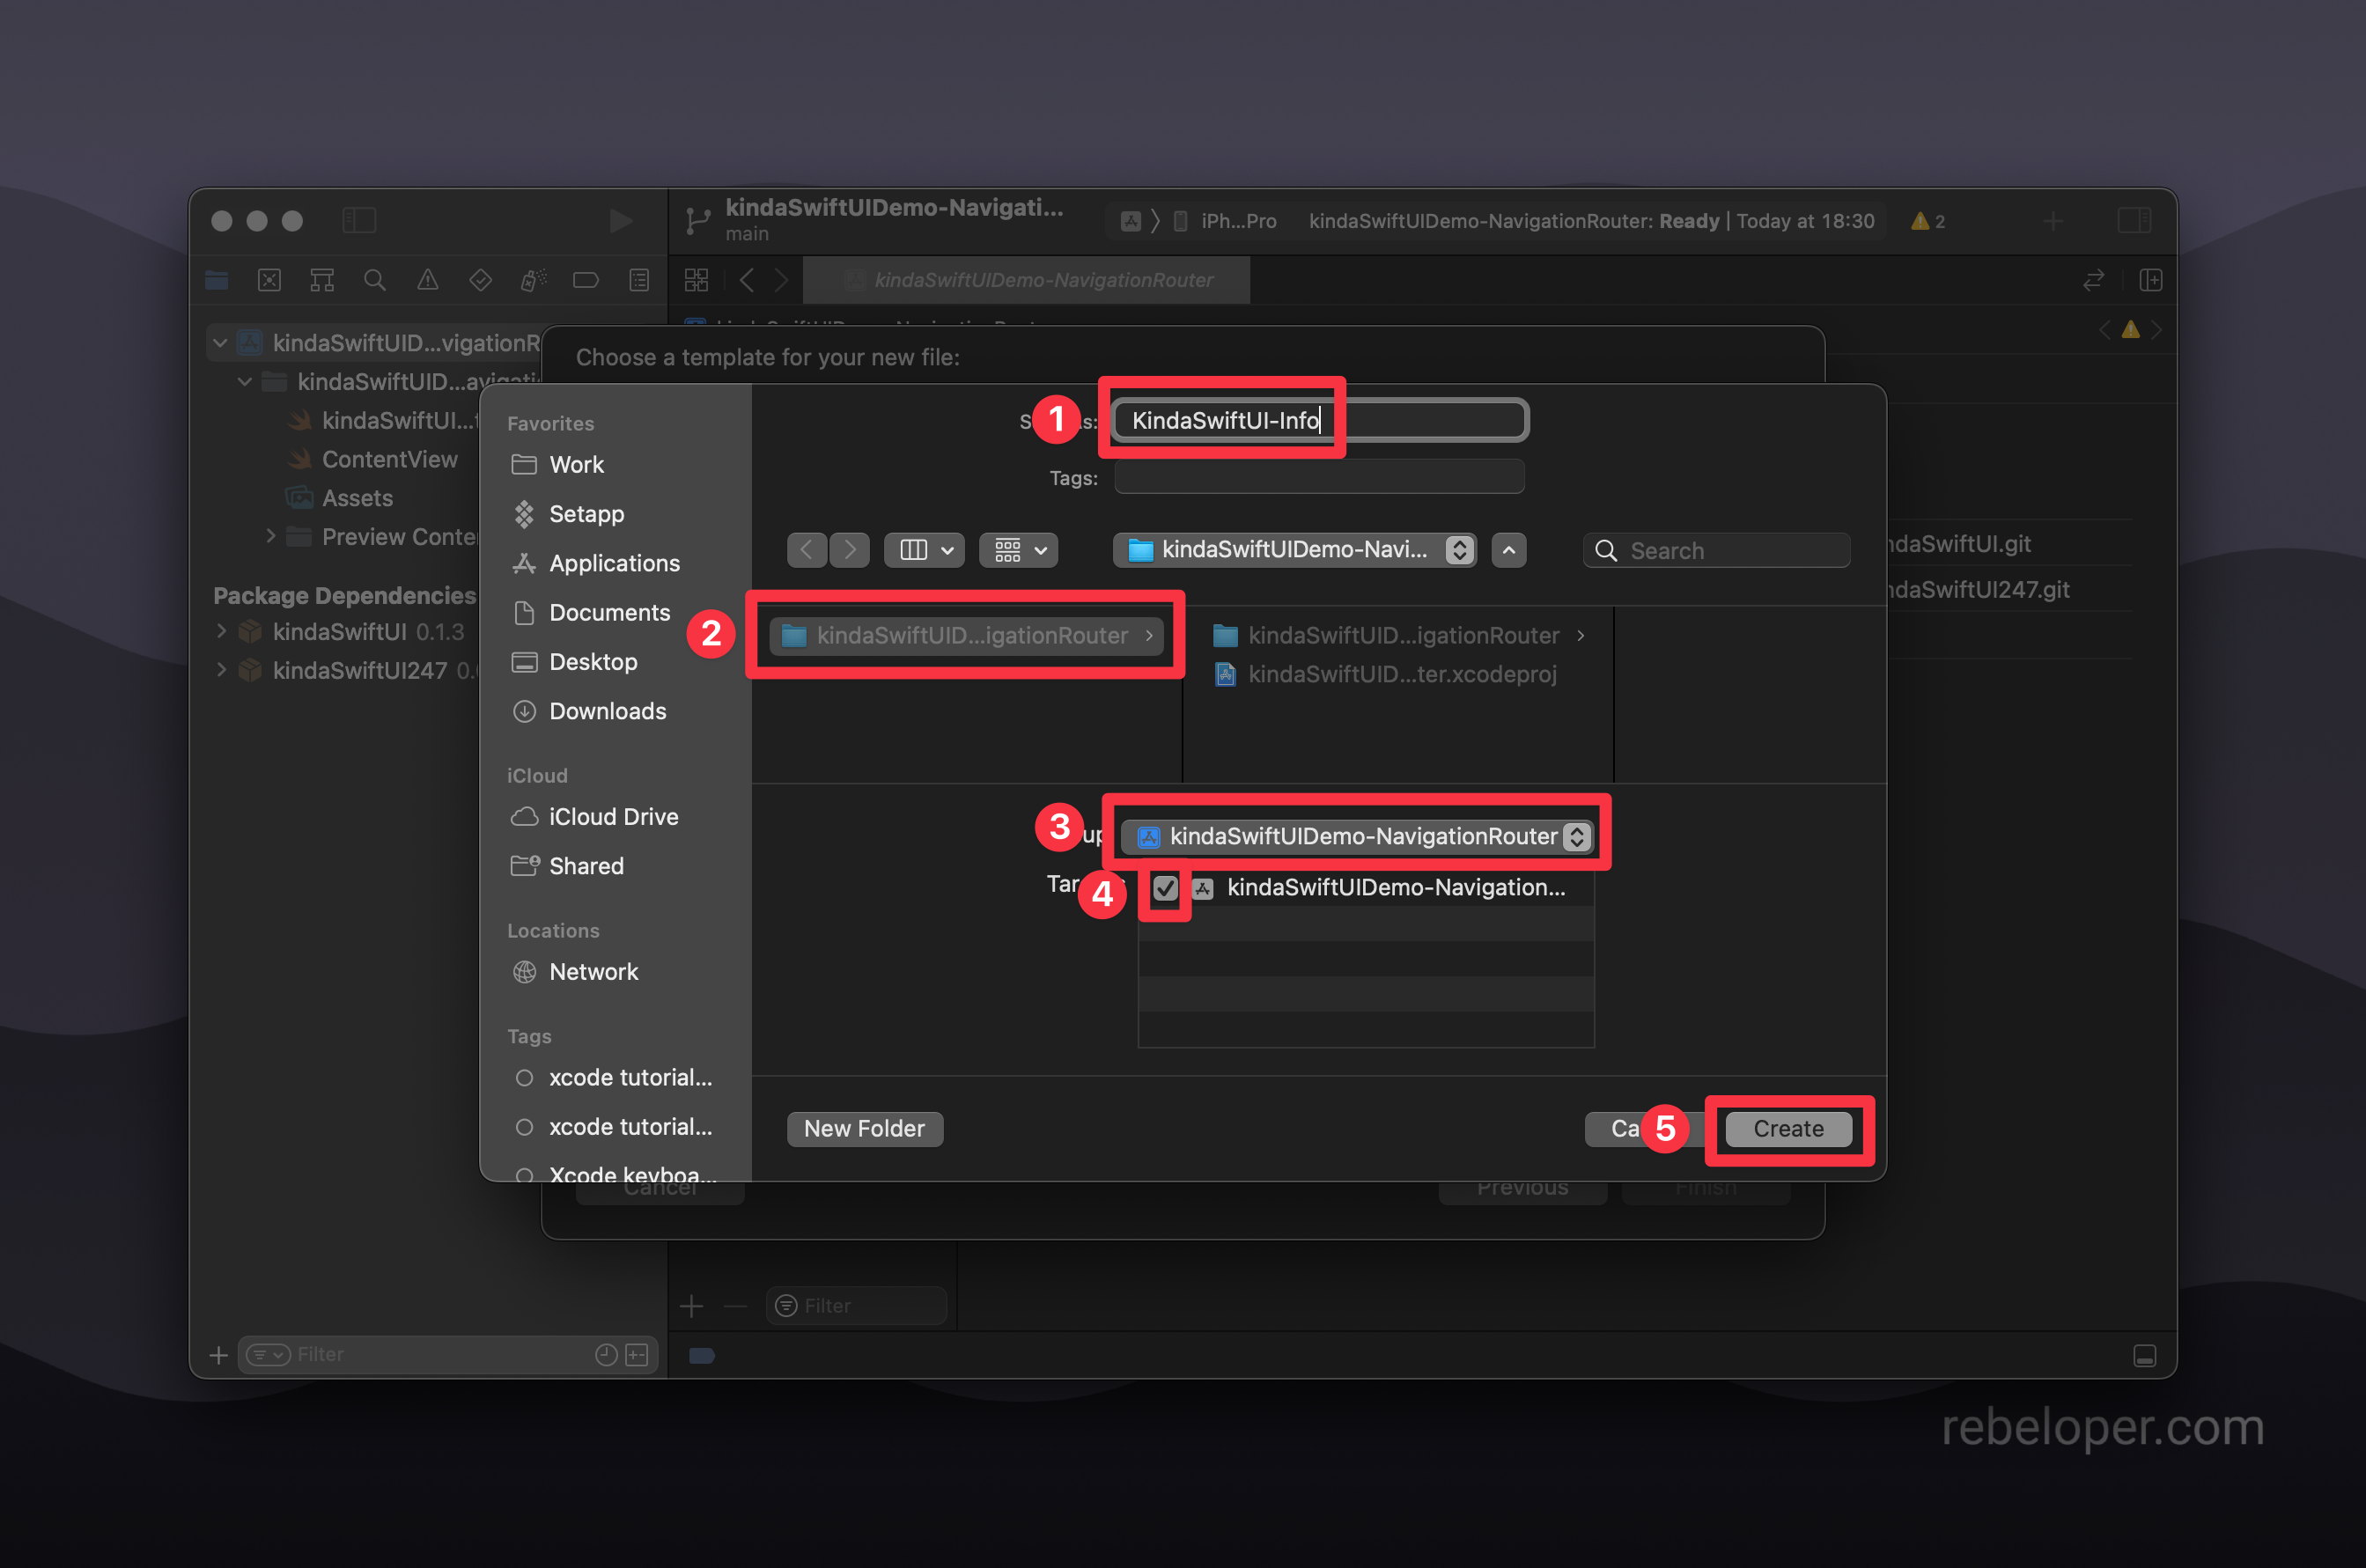 kindaSwiftUIDemo-Navigati...
main
iPh...Pro
kindaSwiftUIDemo-NavigationRouter: Ready | Today at 18:30
2
kindaSwiftUIDemo-NavigationRouter
kindaSwiftUID...vigationR
Choose a template for your new file:
kindaSwiftUID...avigati
kindaSwiftUI...t
ContentView
Assets
Preview Conte
Package Dependencies
kindaSwiftUI 0.1.3
kindaSwiftUI247 0.
Favorites
Work
Setapp
Applications
Documents
Desktop
Downloads
iCloud
iCloud Drive
Shared
Locations
Network
Tags
xcode tutorial...
xcode tutorial...
Xcode keyboa...
1
KindaSwiftUI-Info
Tags:
kindaSwiftUIDemo-Navi...
Search
2
kindaSwiftUID...igationRouter
kindaSwiftUID...igationRouter
kindaSwiftUID...ter.xcodeproj
ndaSwiftUI.git
ndaSwiftUI247.git
3
up
kindaSwiftUIDemo-NavigationRouter
4
Tar
kindaSwiftUIDemo-Navigation...
New Folder
Ca
5
Create
Cancel
Previous
Finish
Filter
Filter
rebeloper.com